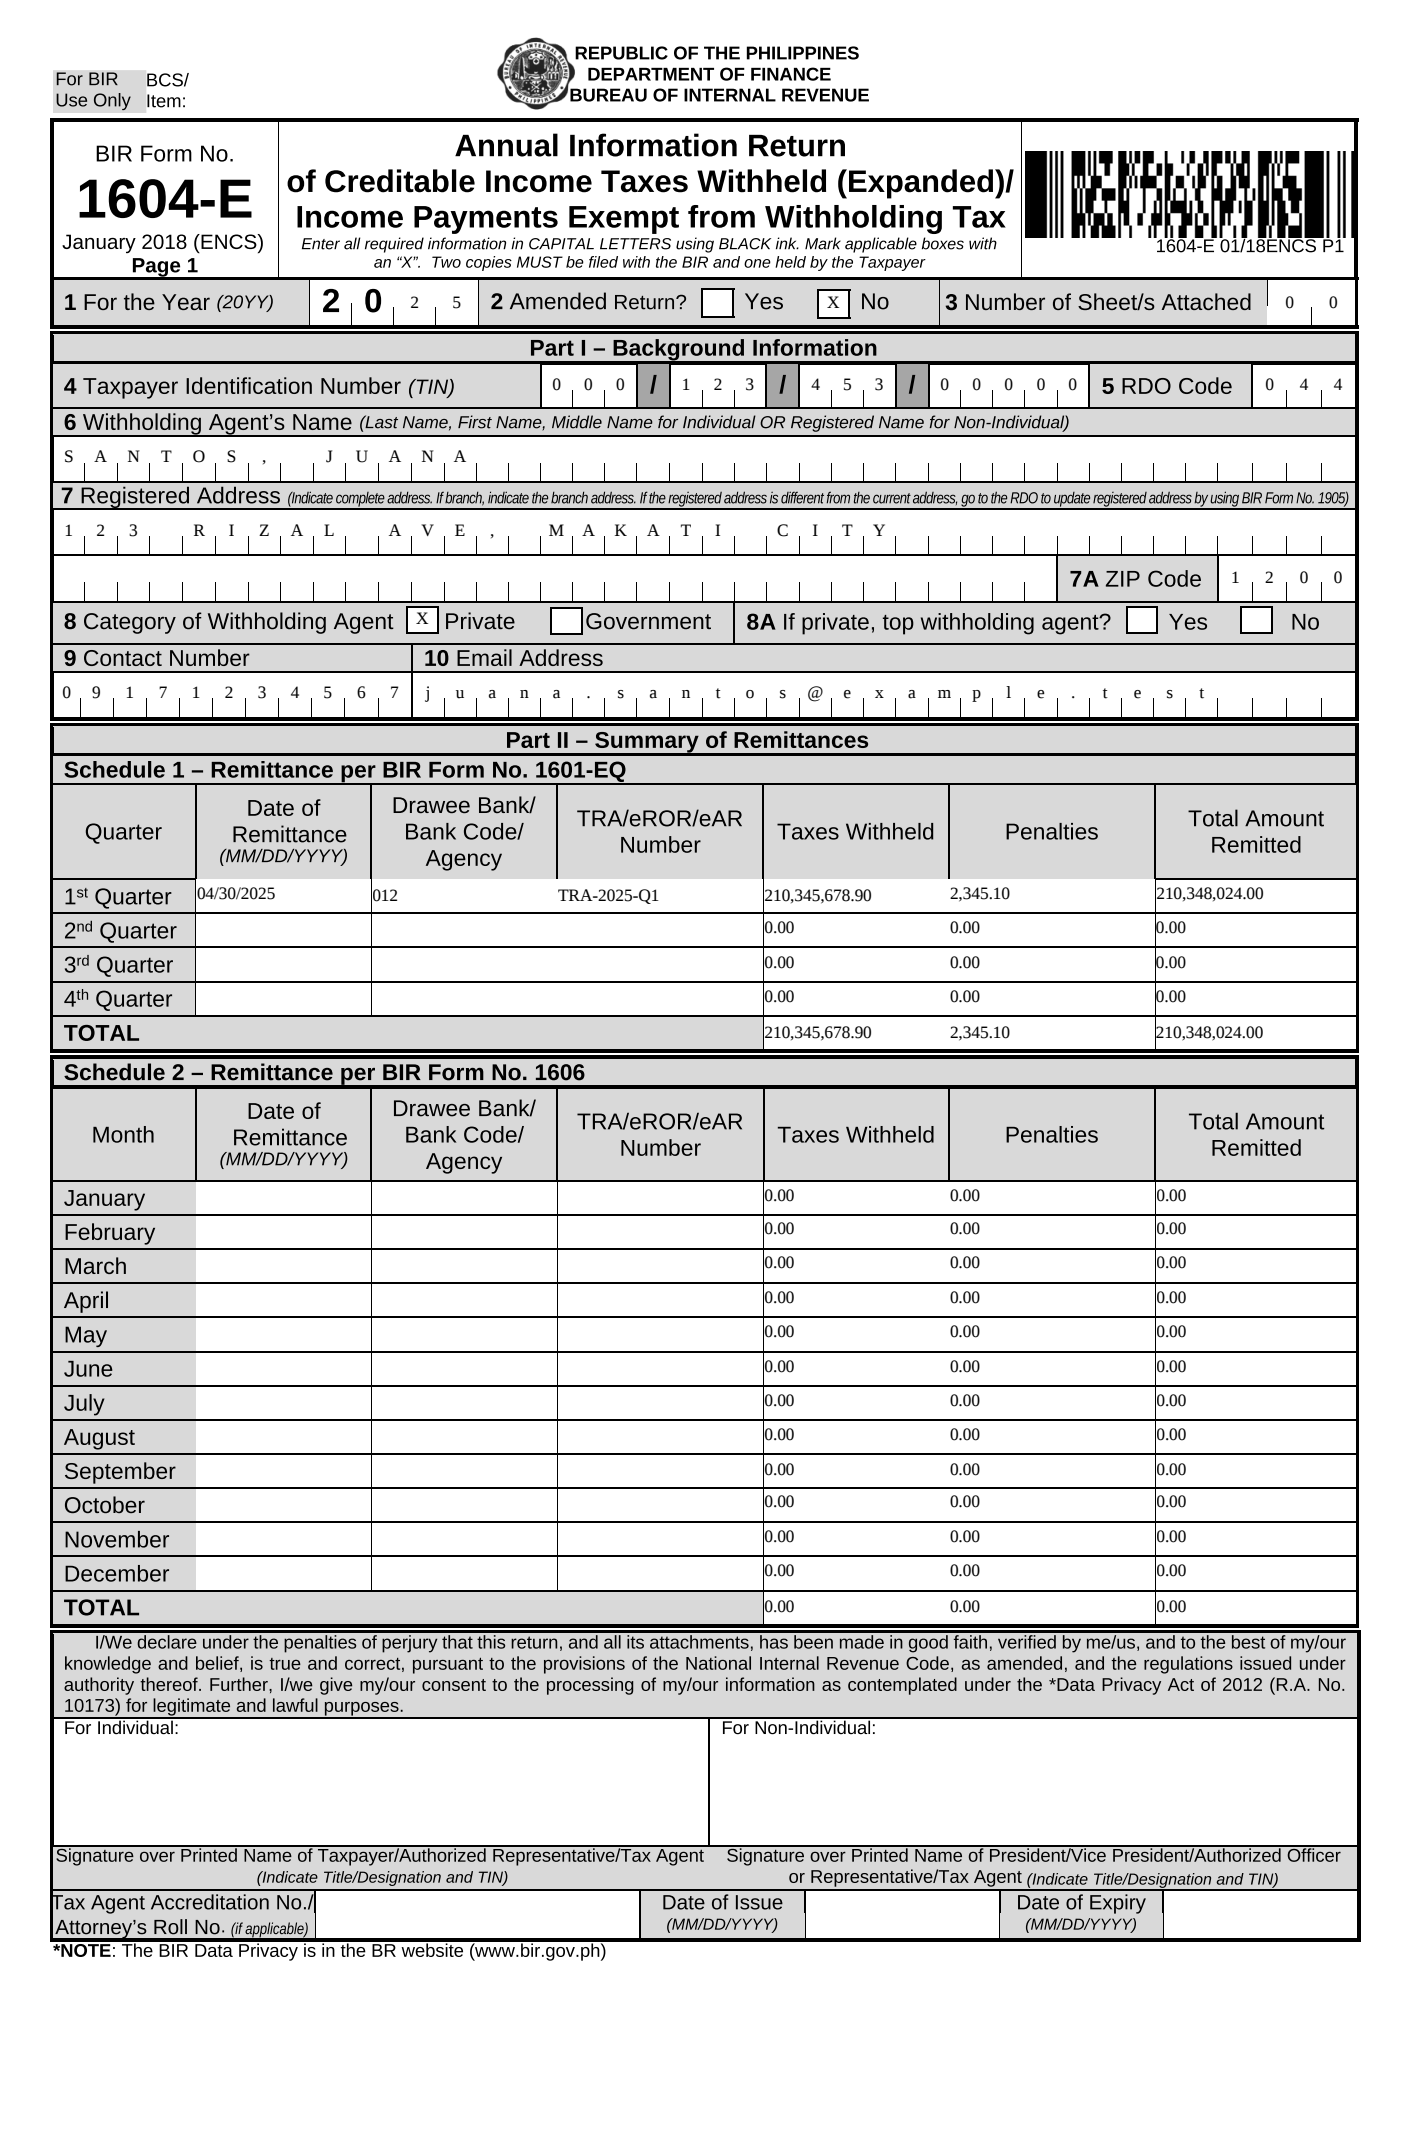 REPUBLIC OF THE PHILIPPINES
DEPARTMENT OF FINANCE
BUREAU OF INTERNAL REVENUE
For BIR Use Only BCS/ Item:
BIR Form No.
1604-E
January 2018 (ENCS)
Page 1
Annual Information Return
of Creditable Income Taxes Withheld (Expanded)/
Income Payments Exempt from Withholding Tax
Enter all required information in CAPITAL LETTERS using BLACK ink. Mark applicable boxes with
an “X”. Two copies MUST be filed with the BIR and one held by the Taxpayer
1604-E 01/18ENCS P1
1 For the Year (20YY) 2 0 2 5 2 Amended Return? Yes X No 3 Number of Sheet/s Attached 0 0
Part I – Background Information
4 Taxpayer Identification Number (TIN) 0 0 0 / 1 2 3 / 4 5 3 / 0 0 0 0 0 5 RDO Code 0 4 4
6 Withholding Agent’s Name (Last Name, First Name, Middle Name for Individual OR Registered Name for Non-Individual)
SANTOS, JUANA
7 Registered Address (Indicate complete address. If branch, indicate the branch address. If the registered address is different from the current address, go to the RDO to update registered address by using BIR Form No. 1905)
123 RIZAL AVE, MAKATI CITY
7A ZIP Code 1 2 0 0
8 Category of Withholding Agent X Private Government 8A If private, top withholding agent? Yes No
9 Contact Number 10 Email Address
09171234567 juana.santos@example.test
Part II – Summary of Remittances
Schedule 1 – Remittance per BIR Form No. 1601-EQ
Quarter Date of Remittance (MM/DD/YYYY) Drawee Bank/ Bank Code/ Agency TRA/eROR/eAR Number Taxes Withheld Penalties Total Amount Remitted
1st Quarter 04/30/2025 012 TRA-2025-Q1 210,345,678.90 2,345.10 210,348,024.00
2nd Quarter 0.00 0.00 0.00
3rd Quarter 0.00 0.00 0.00
4th Quarter 0.00 0.00 0.00
TOTAL 210,345,678.90 2,345.10 210,348,024.00
Schedule 2 – Remittance per BIR Form No. 1606
Month Date of Remittance (MM/DD/YYYY) Drawee Bank/ Bank Code/ Agency TRA/eROR/eAR Number Taxes Withheld Penalties Total Amount Remitted
January 0.00 0.00 0.00
February 0.00 0.00 0.00
March 0.00 0.00 0.00
April 0.00 0.00 0.00
May 0.00 0.00 0.00
June 0.00 0.00 0.00
July 0.00 0.00 0.00
August 0.00 0.00 0.00
September 0.00 0.00 0.00
October 0.00 0.00 0.00
November 0.00 0.00 0.00
December 0.00 0.00 0.00
TOTAL 0.00 0.00 0.00
I/We declare under the penalties of perjury that this return, and all its attachments, has been made in good faith, verified by me/us, and to the best of my/our
knowledge and belief, is true and correct, pursuant to the provisions of the National Internal Revenue Code, as amended, and the regulations issued under
authority thereof. Further, I/we give my/our consent to the processing of my/our information as contemplated under the *Data Privacy Act of 2012 (R.A. No.
10173) for legitimate and lawful purposes.
For Individual: For Non-Individual:
Signature over Printed Name of Taxpayer/Authorized Representative/Tax Agent
(Indicate Title/Designation and TIN)
Signature over Printed Name of President/Vice President/Authorized Officer
or Representative/Tax Agent (Indicate Title/Designation and TIN)
Tax Agent Accreditation No./
Attorney’s Roll No. (if applicable)
Date of Issue
(MM/DD/YYYY)
Date of Expiry
(MM/DD/YYYY)
*NOTE: The BIR Data Privacy is in the BR website (www.bir.gov.ph)